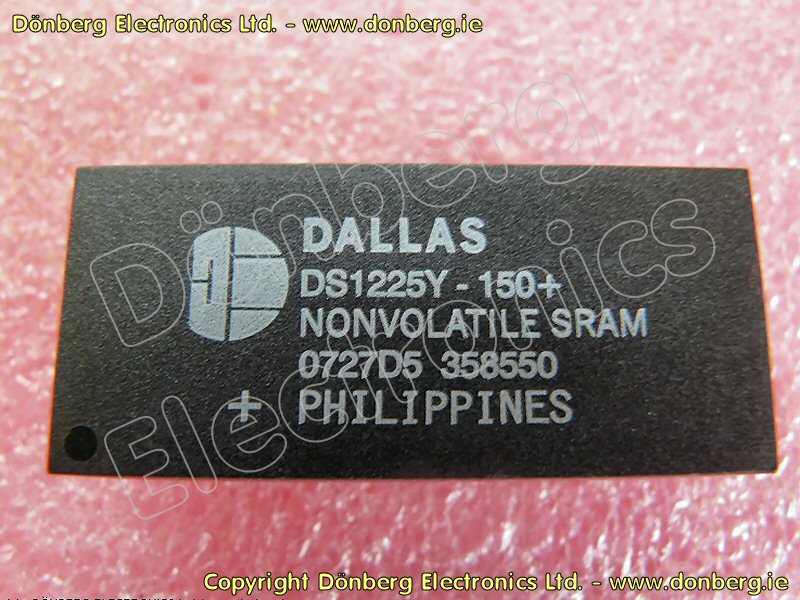 Dönberg Electronics Ltd. - www.donberg.ie
Dönberg
Electronics
DALLAS
DS1225Y - 150+
NONVOLATILE SRAM
0727D5 358550
+ PHILIPPINES
Copyright Dönberg Electronics Ltd. - www.donberg.ie